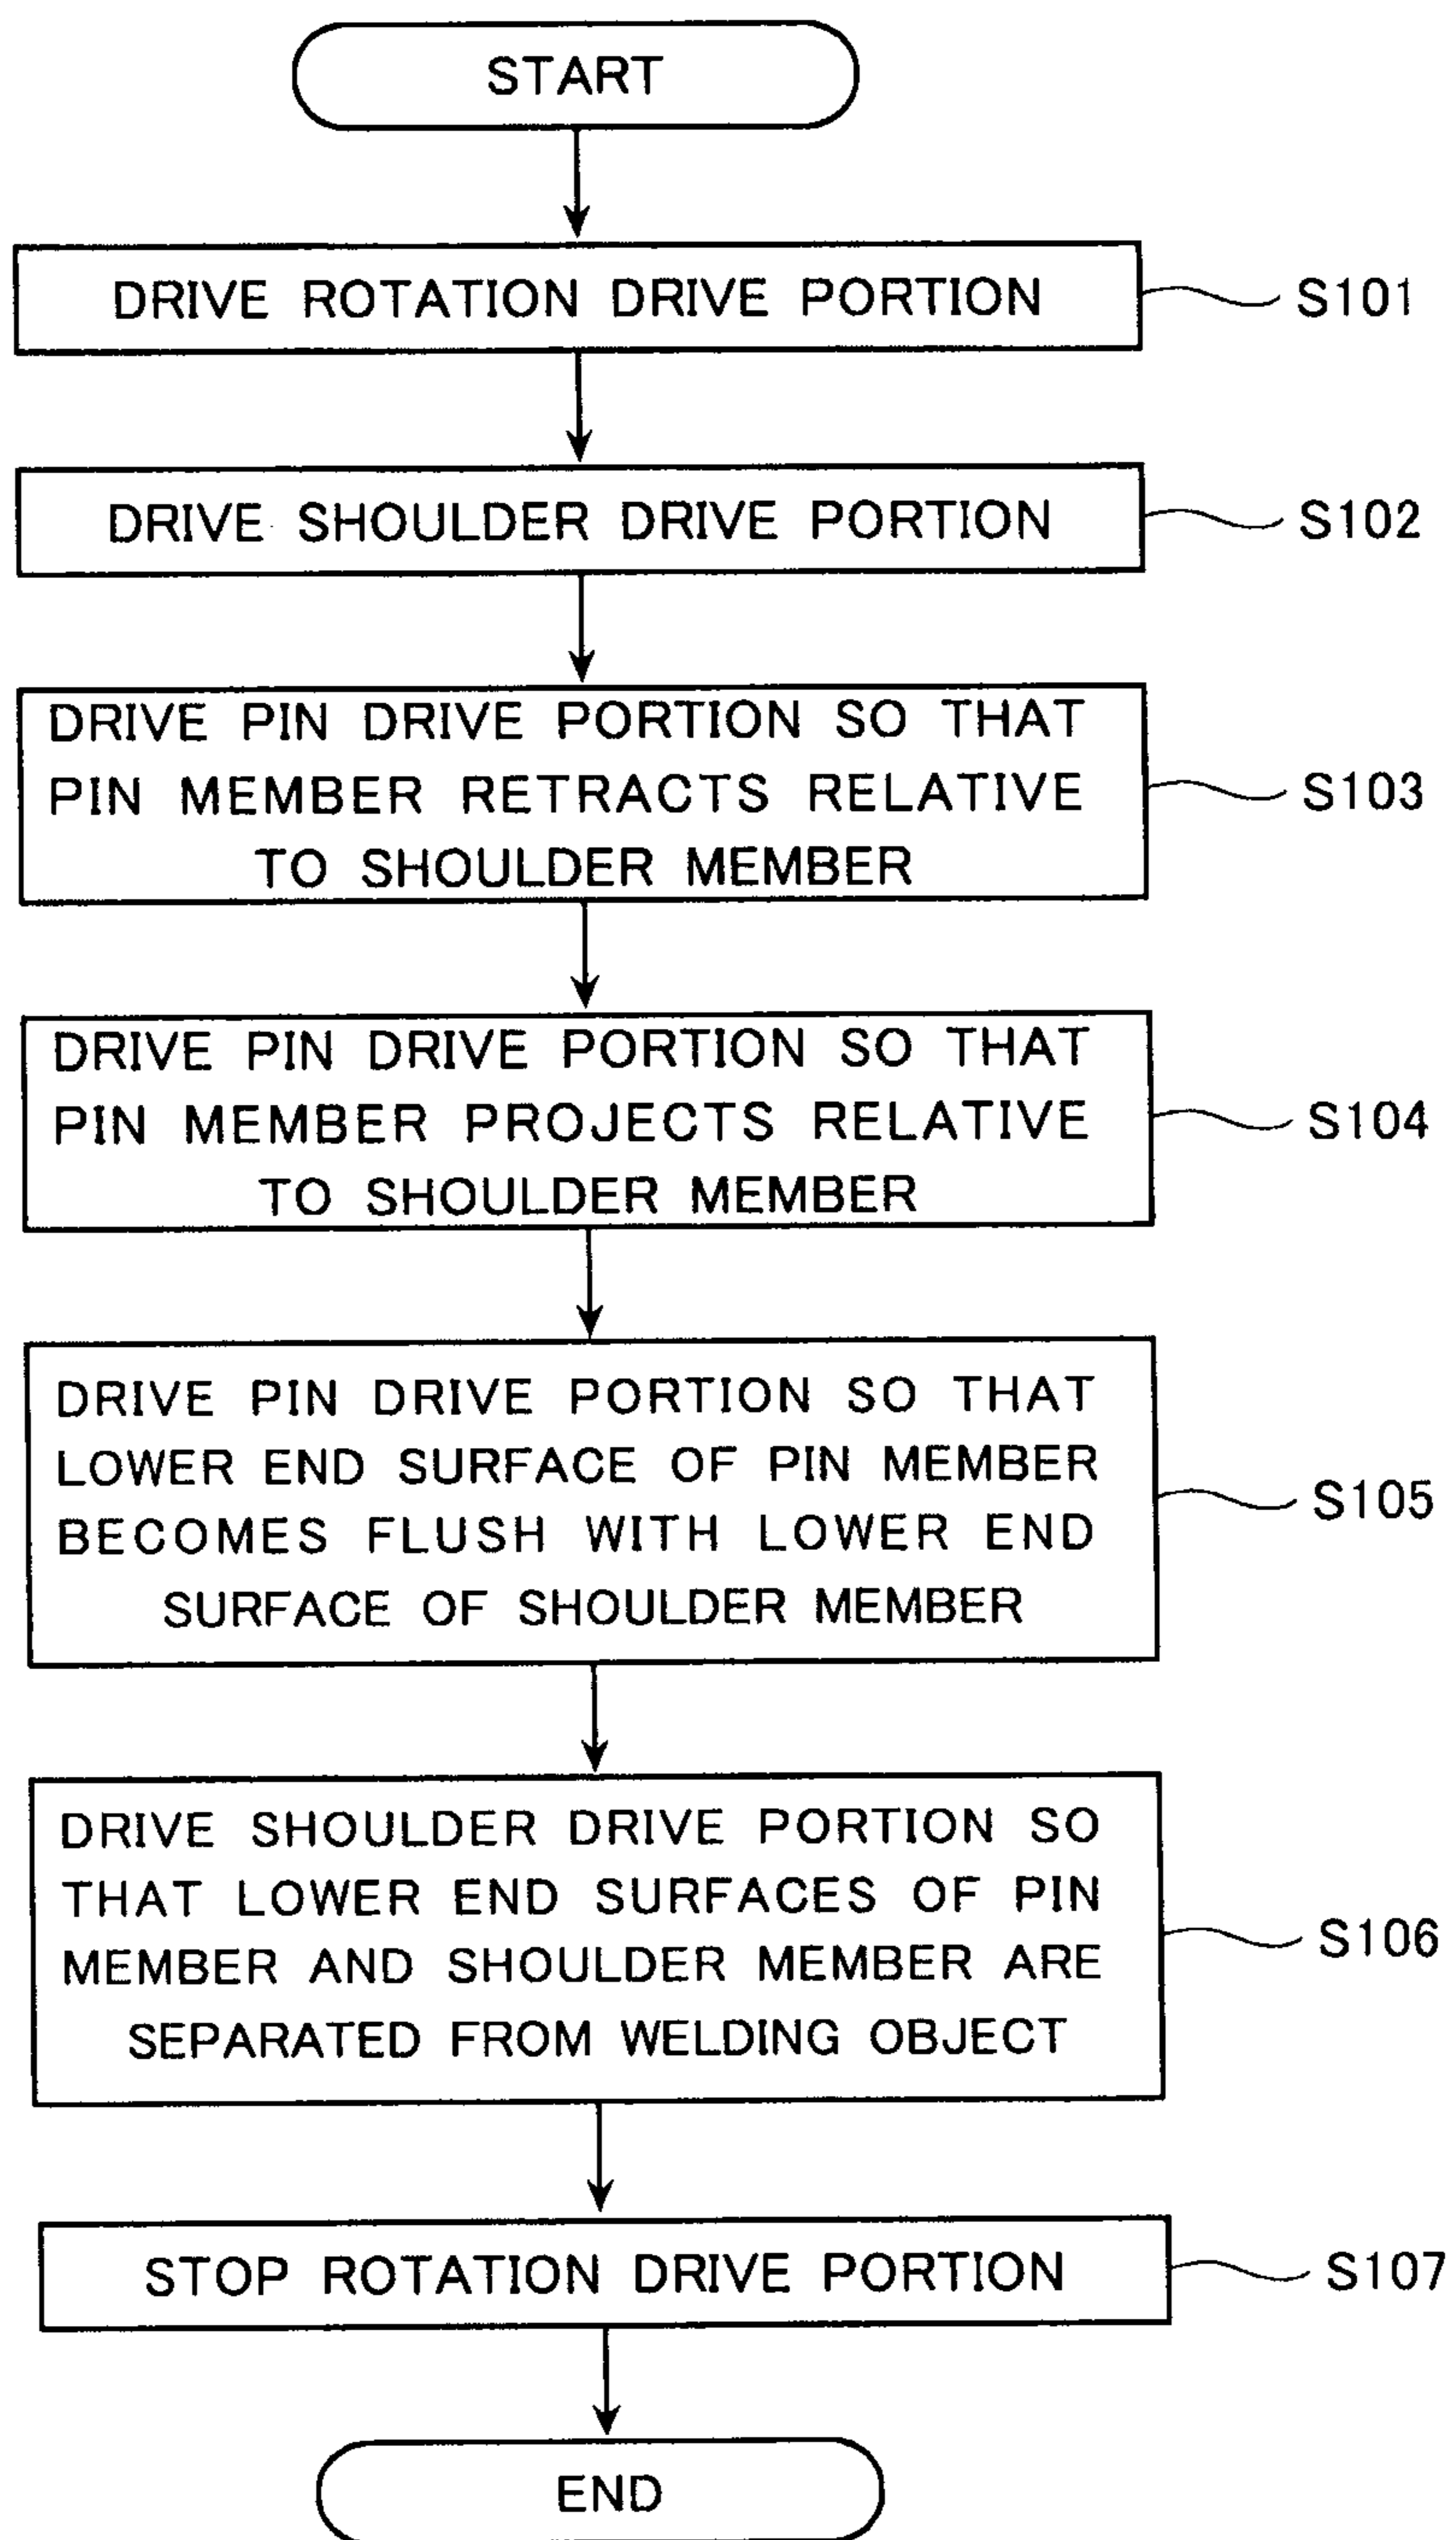 START
DRIVE ROTATION DRIVE PORTION
S101
DRIVE SHOULDER DRIVE PORTION
S102
DRIVE PIN DRIVE PORTION SO THAT
PIN MEMBER RETRACTS RELATIVE
TO SHOULDER MEMBER
S103
DRIVE PIN DRIVE PORTION SO THAT
PIN MEMBER PROJECTS RELATIVE
TO SHOULDER MEMBER
S104
DRIVE PIN DRIVE PORTION SO THAT
LOWER END SURFACE OF PIN MEMBER
BECOMES FLUSH WITH LOWER END
SURFACE OF SHOULDER MEMBER
S105
DRIVE SHOULDER DRIVE PORTION SO
THAT LOWER END SURFACES OF PIN
MEMBER AND SHOULDER MEMBER ARE
SEPARATED FROM WELDING OBJECT
S106
STOP ROTATION DRIVE PORTION
S107
END